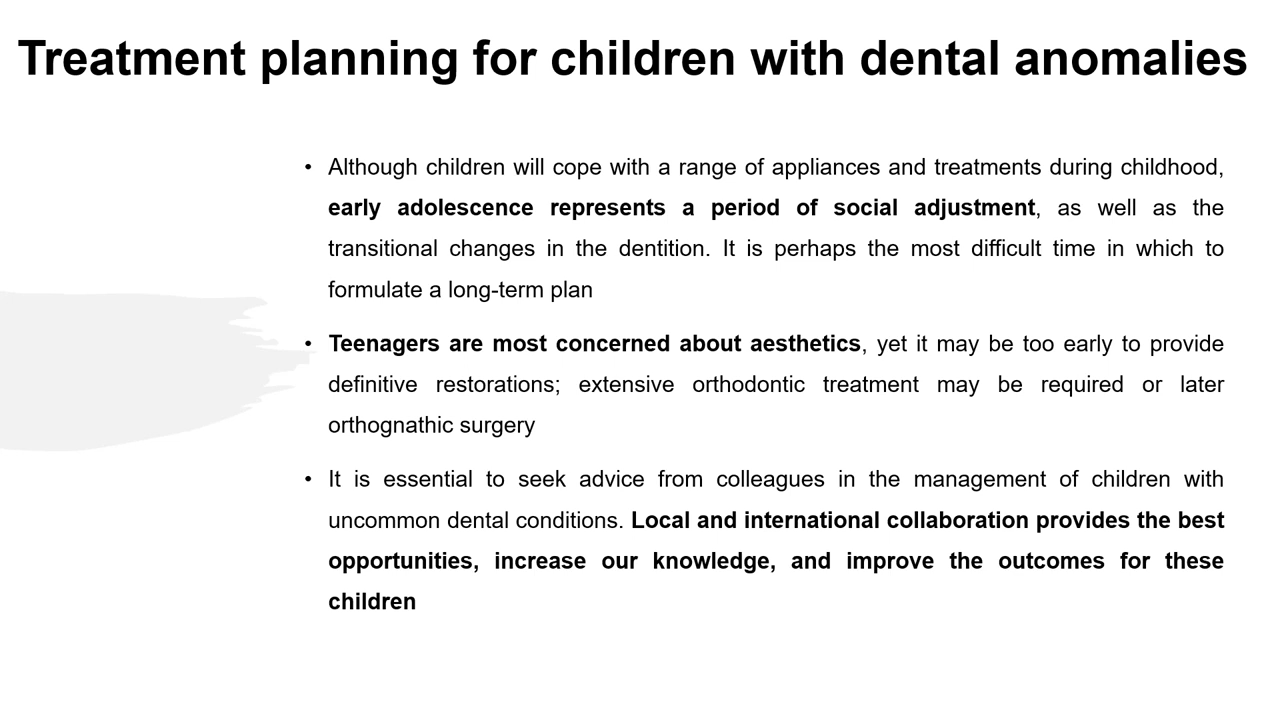 Treatment planning for children with dental anomalies
• Although children will cope with a range of appliances and treatments during childhood,
early adolescence represents a period of social adjustment, as well as the
transitional changes in the dentition. It is perhaps the most difficult time in which to
formulate a long-term plan
• Teenagers are most concerned about aesthetics, yet it may be too early to provide
definitive restorations; extensive orthodontic treatment may be required or later
orthognathic surgery
• It is essential to seek advice from colleagues in the management of children with
uncommon dental conditions. Local and international collaboration provides the best
opportunities, increase our knowledge, and improve the outcomes for these
children